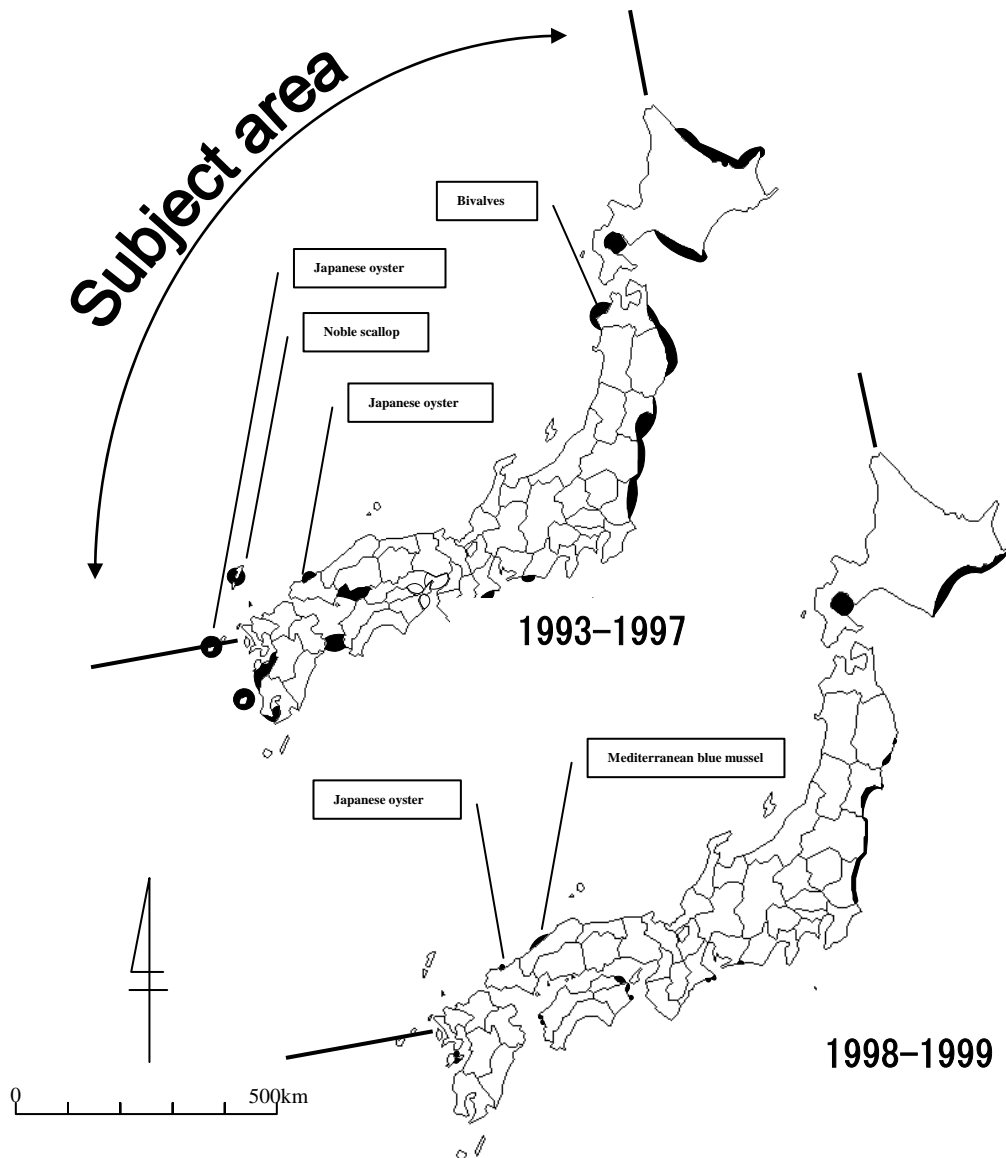 Subject area
Bivalves
Japanese oyster
Noble scallop
Japanese oyster
1993-1997
Mediterranean blue mussel
Japanese oyster
1998-1999
0
500km